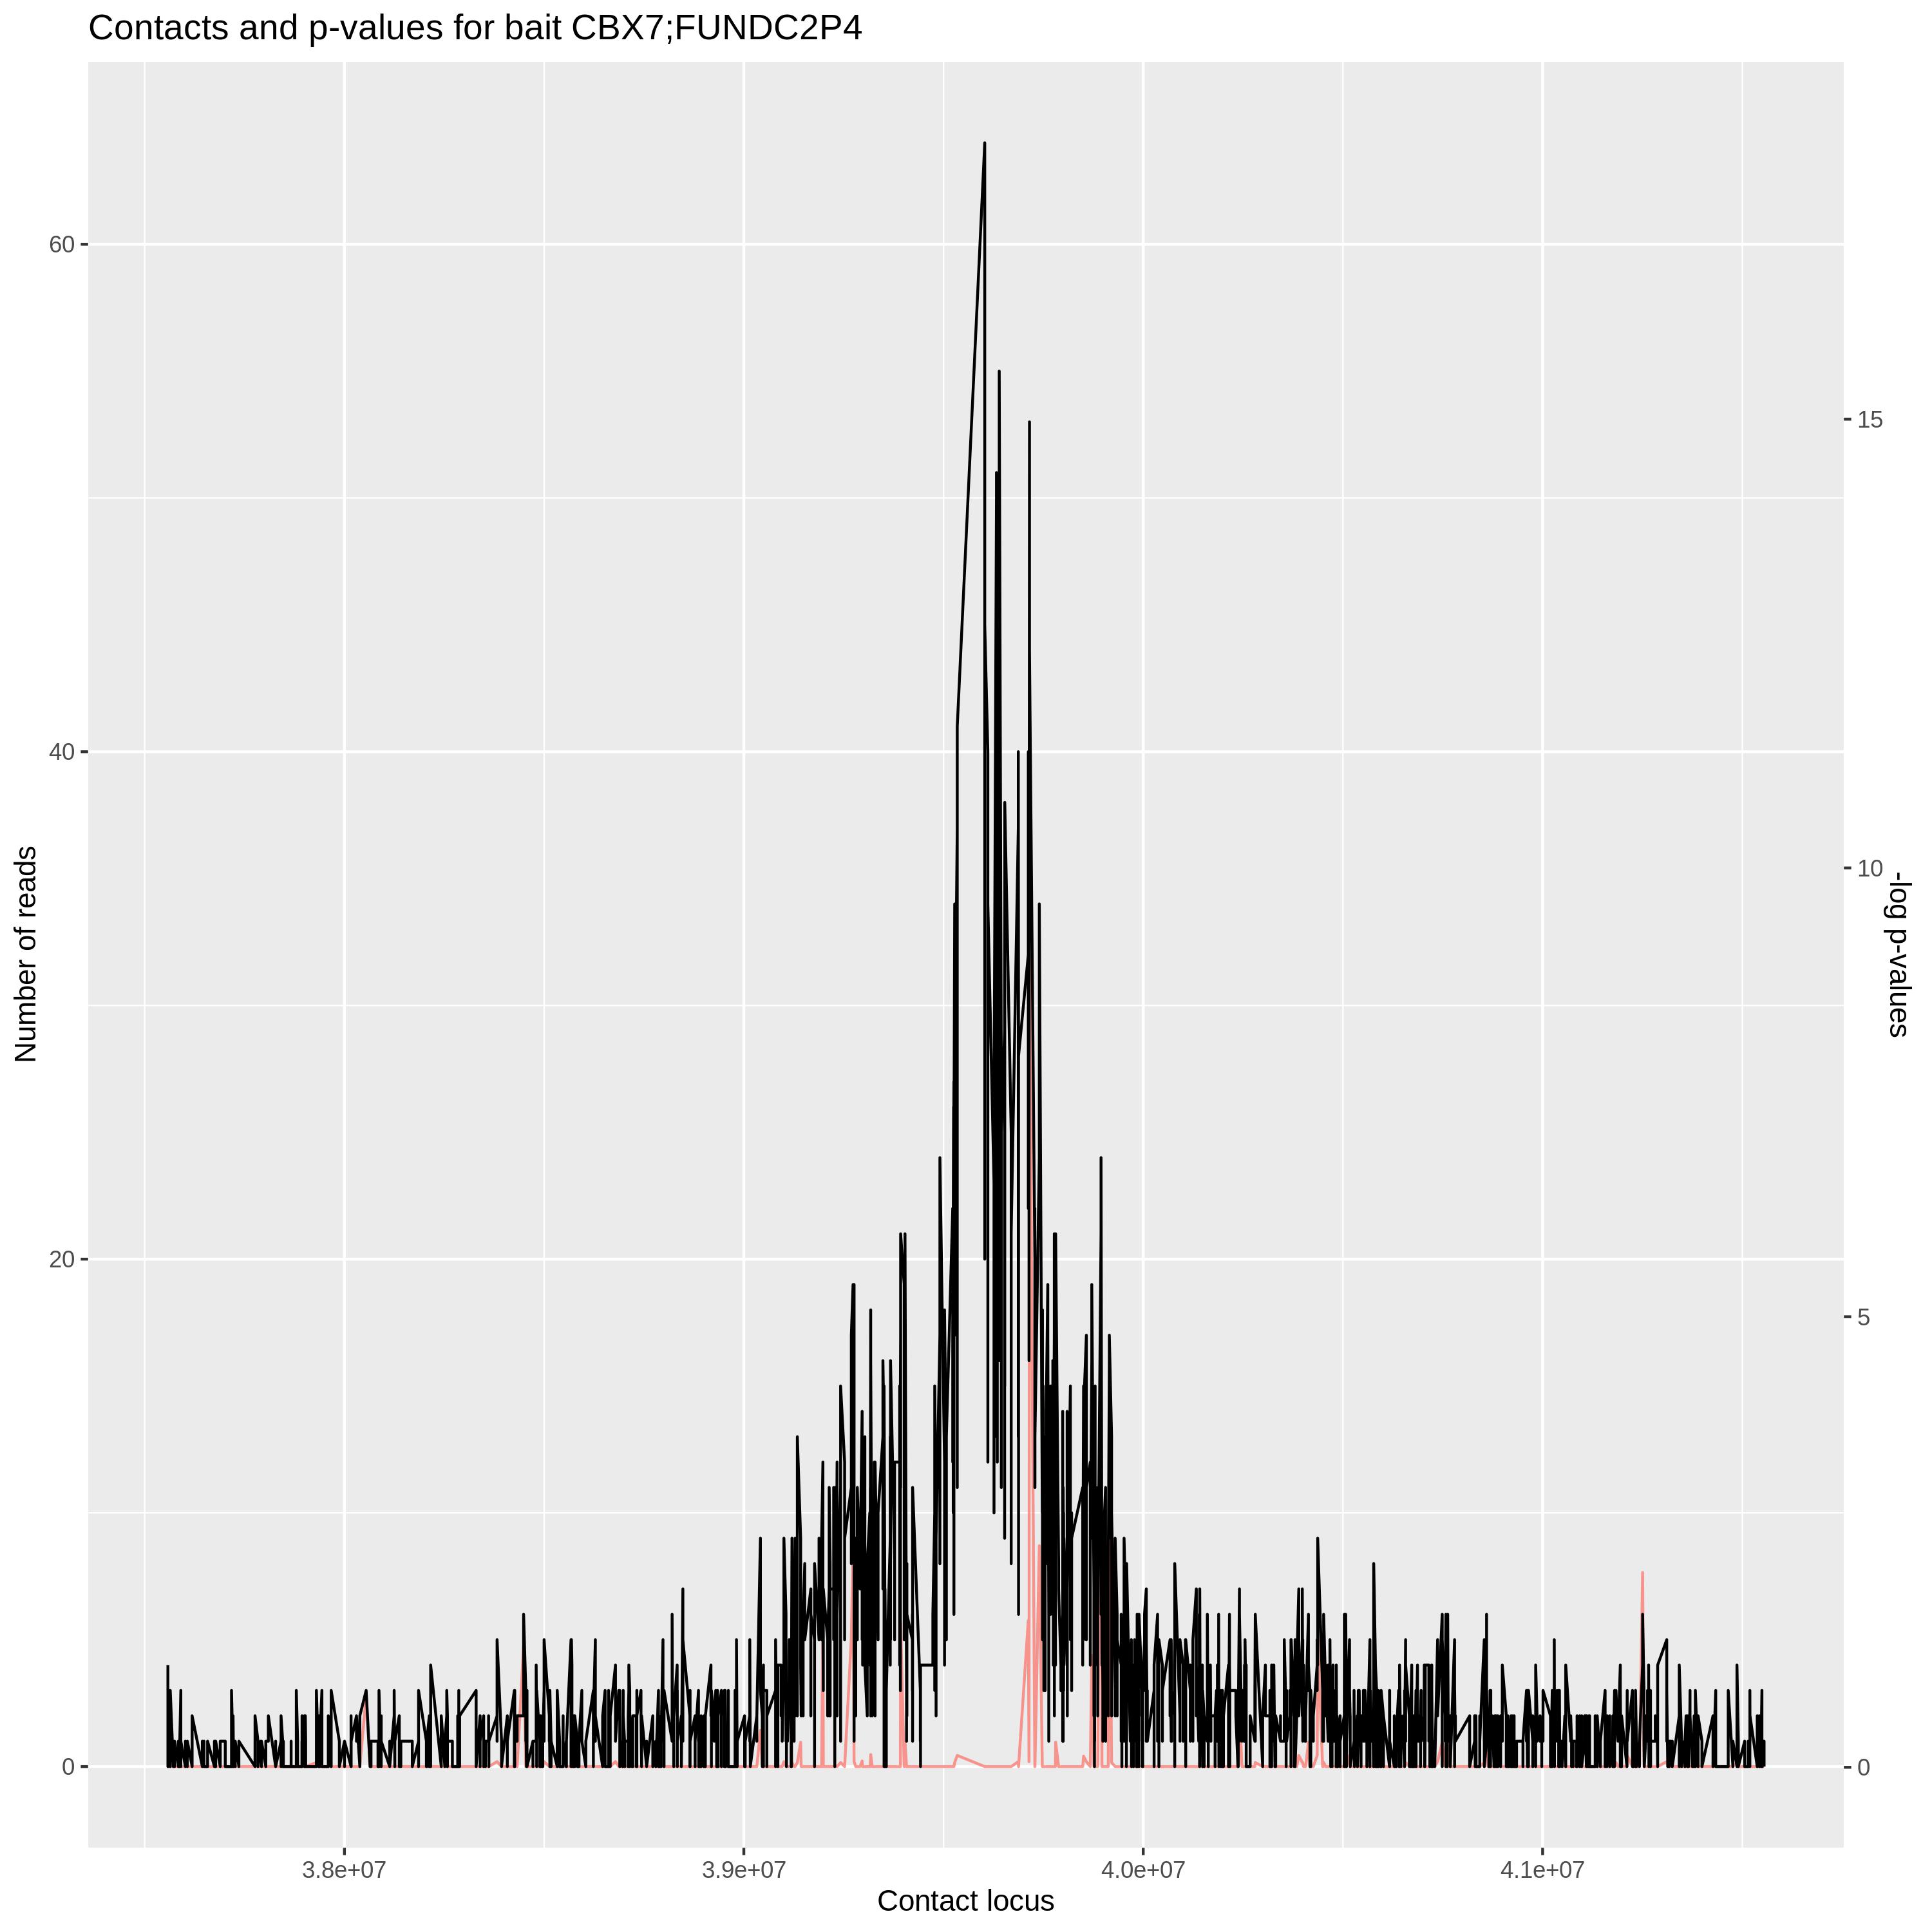 Contacts and p-values for bait CBX7;FUNDC2P4
60
40
20
0
Number of reads
15
10
5
0
-log p-values
3.8e+07
3.9e+07
4.0e+07
4.1e+07
Contact locus